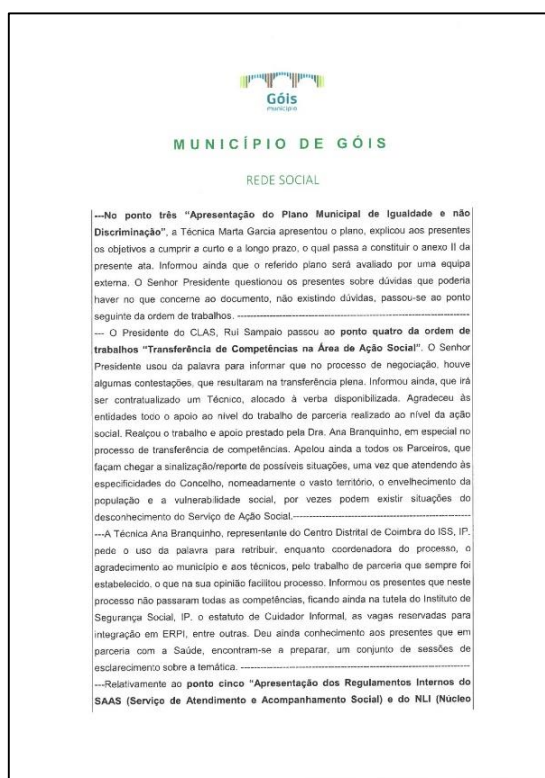 Góis
município
MUNICÍPIO DE GÓIS
REDE SOCIAL
---No ponto três “Apresentação do Plano Municipal de Igualdade e não
Discriminação”, a Técnica Marta Garcia apresentou o plano, explicou aos presentes
os objetivos a cumprir a curto e a longo prazo, o qual passa a constituir o anexo II da
presente ata. Informou ainda que o referido plano será avaliado por uma equipa
externa. O Senhor Presidente questionou os presentes sobre dúvidas que poderia
haver no que concerne ao documento, não existindo dúvidas, passou-se ao ponto
seguinte da ordem de trabalhos. ------------------------------------------------------------
--- O Presidente do CLAS, Rui Sampaio passou ao ponto quatro da ordem de
trabalhos “Transferência de Competências na Área de Ação Social”. O Senhor
Presidente usou da palavra para informar que no processo de negociação, houve
algumas contestações, que resultaram na transferência plena. Informou ainda, que irá
ser contratualizado um Técnico, alocado à verba disponibilizada. Agradeceu às
entidades todo o apoio ao nível do trabalho de parceria realizado ao nível da ação
social. Realçou o trabalho e apoio prestado pela Dra. Ana Branquinho, em especial no
processo de transferência de competências. Apelou ainda a todos os Parceiros, que
façam chegar a sinalização/reporte de possíveis situações, uma vez que atendendo às
especificidades do Concelho, nomeadamente o vasto território, o envelhecimento da
população e a vulnerabilidade social, por vezes podem existir situações do
desconhecimento do Serviço de Ação Social.----------------------------------------------
---A Técnica Ana Branquinho, representante do Centro Distrital de Coimbra do ISS, IP.
pede o uso da palavra para retribuir, enquanto coordenadora do processo, o
agradecimento ao município e aos técnicos, pelo trabalho de parceria que sempre foi
estabelecido, o que na sua opinião facilitou processo. Informou os presentes que neste
processo não passaram todas as competências, ficando ainda na tutela do Instituto de
Segurança Social, IP. o estatuto de Cuidador Informal, as vagas reservadas para
integração em ERPI, entre outras. Deu ainda conhecimento aos presentes que em
parceria com a Saúde, encontram-se a preparar, um conjunto de sessões de
esclarecimento sobre a temática. -----------------------------------------------------------
---Relativamente ao ponto cinco “Apresentação dos Regulamentos Internos do
SAAS (Serviço de Atendimento e Acompanhamento Social) e do NLI (Núcleo